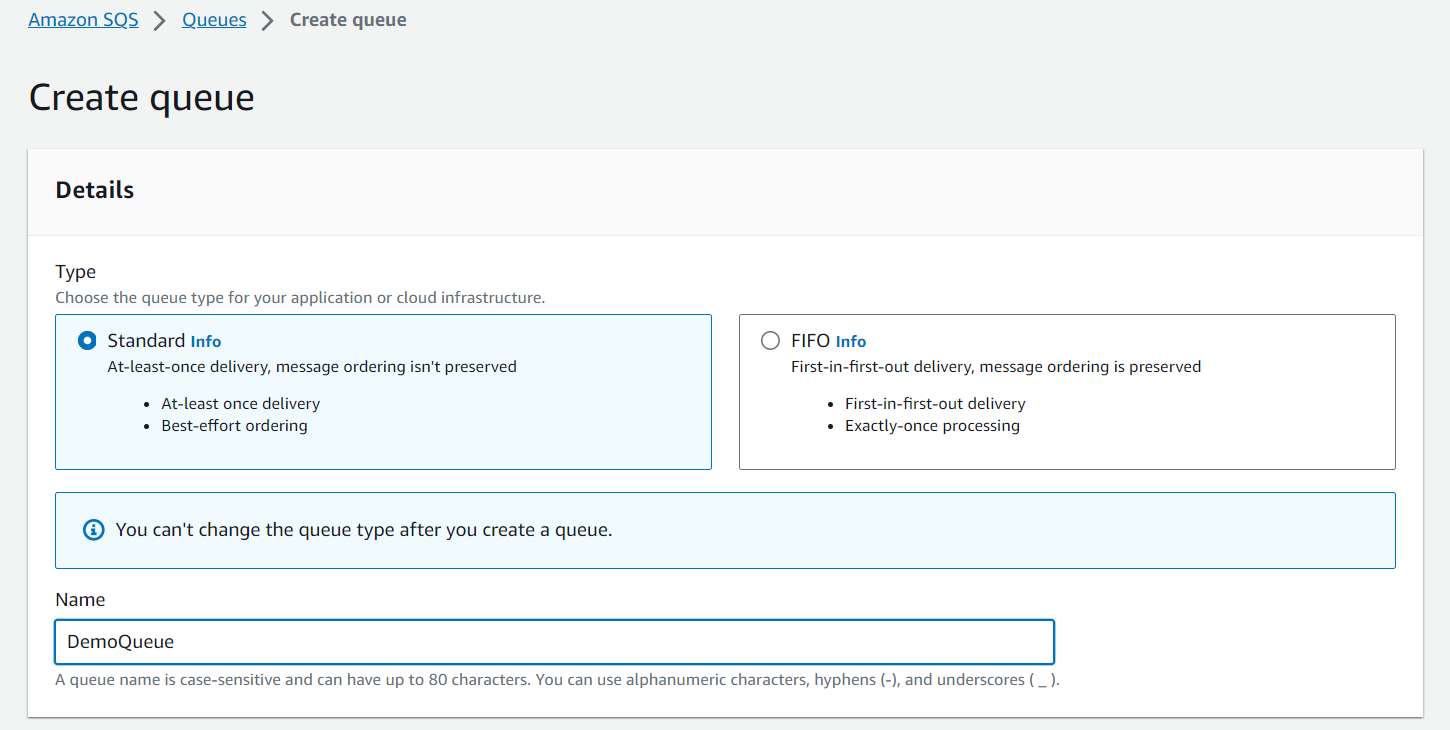 Amazon SQS > Queues > Create queue
Create queue
Details
Type
Choose the queue type for your application or cloud infrastructure.
Standard Info
At-least-once delivery, message ordering isn't preserved
• At-least once delivery
• Best-effort ordering
FIFO Info
First-in-first-out delivery, message ordering is preserved
• First-in-first-out delivery
• Exactly-once processing
You can't change the queue type after you create a queue.
Name
DemoQueue
A queue name is case-sensitive and can have up to 80 characters. You can use alphanumeric characters, hyphens (-), and underscores ( _ ).